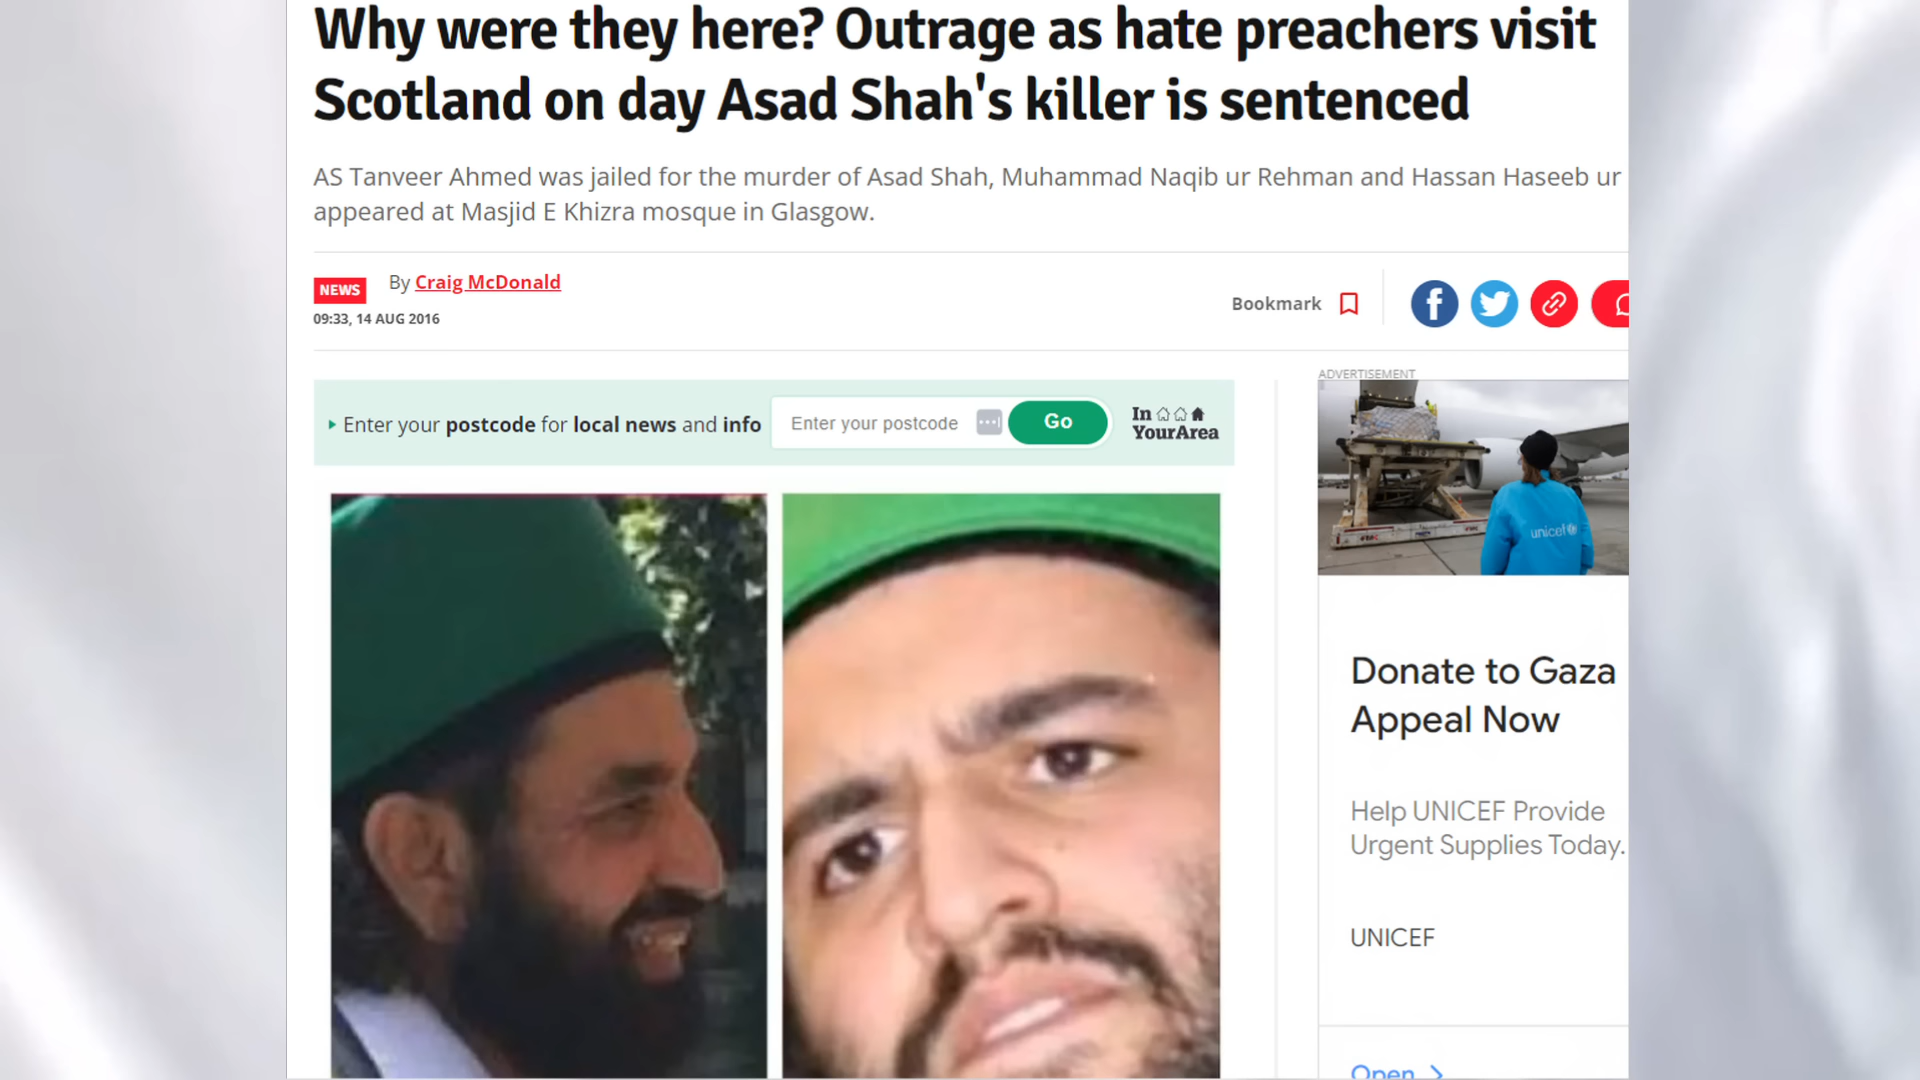 Why were they here? Outrage as hate preachers visit
Scotland on day Asad Shah's killer is sentenced
AS Tanveer Ahmed was jailed for the murder of Asad Shah, Muhammad Naqib ur Rehman and Hassan Haseeb ur
appeared at Masjid E Khizra mosque in Glasgow.
NEWS
By Craig McDonald
09:33, 14 AUG 2016
Bookmark
ADVERTISEMENT
Enter your postcode for local news and info
Enter your postcode
Go
In
YourArea
unicef
Donate to Gaza
Appeal Now
Help UNICEF Provide
Urgent Supplies Today.
UNICEF
Open